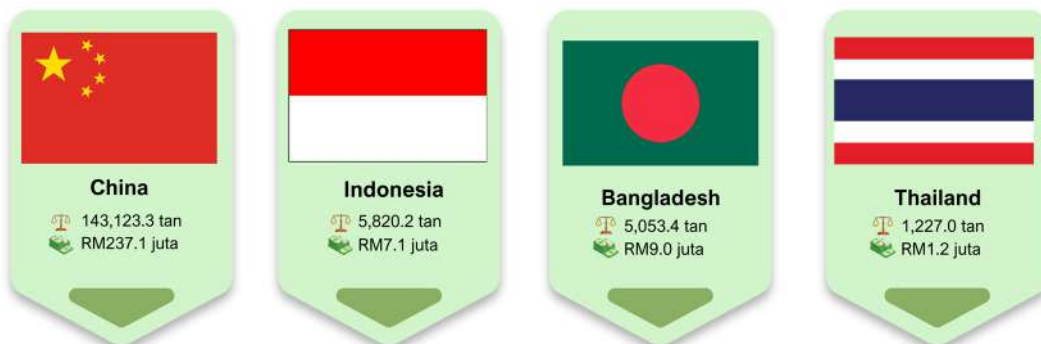 China
143,123.3 tan
RM237.1 juta
Indonesia
5,820.2 tan
RM7.1 juta
Bangladesh
5,053.4 tan
RM9.0 juta
Thailand
1,227.0 tan
RM1.2 juta